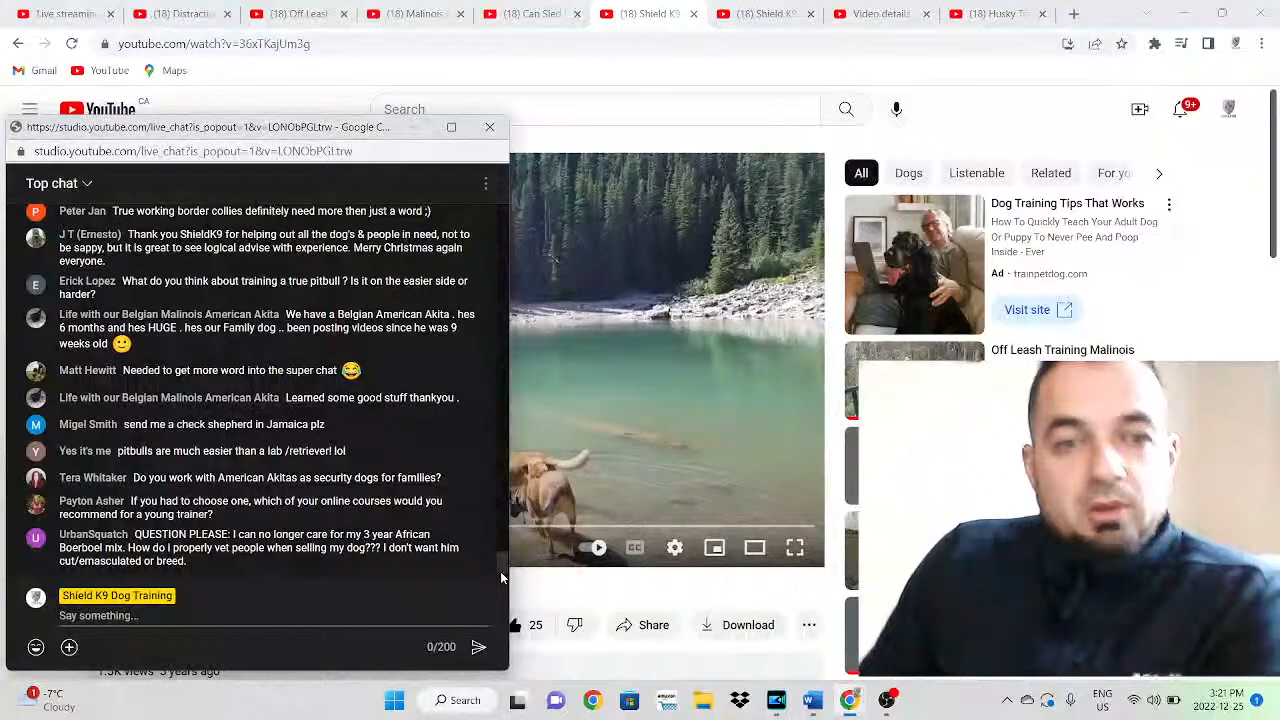 live streamin
(18) Distractio
(18) Off Leas
(18) Malinois
(18) Can Sled
(18) Shield K9
(18) Shield K9
Video details
(18) Husky T
youtube.com/watch?v=36xTKajUm3g
Gmail
YouTube
Maps
YouTube CA
Search
9+
https://studio.youtube.com/live_chat?is_popout=1&v=LONObPGLtrw - Google C...
studio.youtube.com/live_chat?is_popout=1&v=LONObPGLtrw
Top chat
Peter Jan True working border collies definitely need more then just a word ;)
J T (Ernesto) Thank you ShieldK9 for helping out all the dog's & people in need, not to
be sappy, but it is great to see logical advise with experience. Merry Christmas again
everyone.
Erick Lopez What do you think about training a true pitbull ? Is it on the easier side or
harder?
Life with our Belgian Malinois American Akita We have a Belgian American Akita . hes
6 months and hes HUGE . hes our Family dog .. been posting videos since he was 9
weeks old 🙂
Matt Hewitt Needed to get more word into the super chat 😂
Life with our Belgian Malinois American Akita Learned some good stuff thankyou .
Migel Smith send me a check shepherd in Jamaica plz
Yes it's me pitbulls are much easier than a lab /retriever! lol
Tera Whitaker Do you work with American Akitas as security dogs for families?
Payton Asher If you had to choose one, which of your online courses would you
recommend for a young trainer?
UrbanSquatch QUESTION PLEASE: I can no longer care for my 3 year African
Boerboel mix. How do I properly vet people when selling my dog??? I don't want him
cut/emasculated or breed.
Shield K9 Dog Training
Say something...
0/200
All
Dogs
Listenable
Related
For yo
Dog Training Tips That Works
How To Quickly Teach Your Adult Dog
Or Puppy To Never Pee And Poop
Inside - Ever
Ad · trainpetdog.com
Visit site
Off Leash Training Malinois
25
Share
Download
1
-7°C
Cloudy
Search
amazon
ENG
3:21 PM
2022-12-25
1